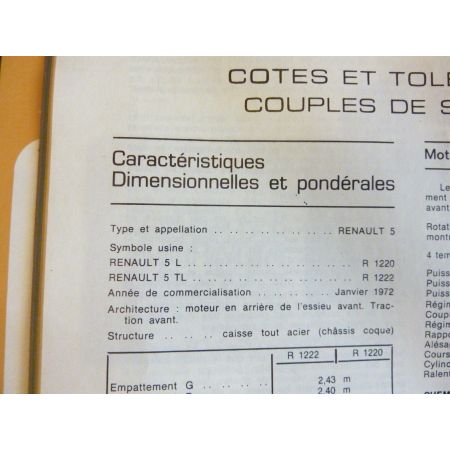 COTES ET TOLE
COUPLES DE S
Caractéristiques
Dimensionnelles et pondérales
Type et appellation .. .. .. .. .. .. .. .. RENAULT 5
Symbole usine :
RENAULT 5 L .. .. .. .. .. .. .. .. .. .. R 1220
RENAULT 5 TL .. .. .. .. .. .. .. .. .. .. R 1222
Année de commercialisation .. .. .. Janvier 1972
Architecture : moteur en arrière de l'essieu avant. Trac-
tion avant.
Structure .. .. .. caisse tout acier (châssis coque)
R 1222 R 1220
Empattement G .. .. .. .. 2,43 m
2,40 m
Mot
Le
ment
avant
Rotat
montu
4 tem
Puiss
Puiss
Puiss
Régim
Coup
Régim
Rappo
Alésa
Cours
Cylind
Ralent